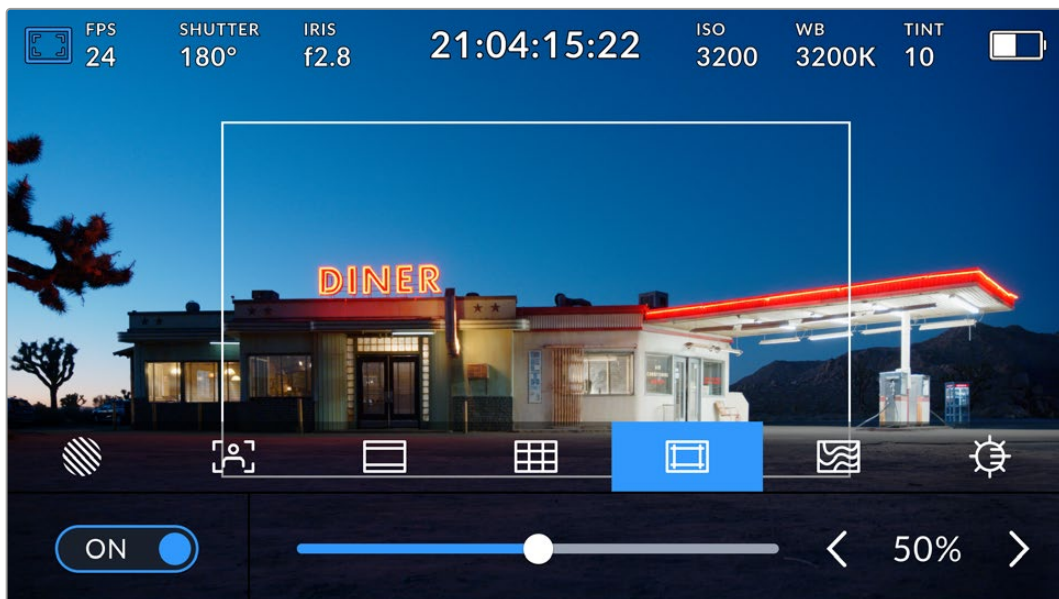 FPS SHUTTER IRIS 21:04:15:22 ISO WB TINT
24 180° f2.8 3200 3200K 10
DINER
ON 50%